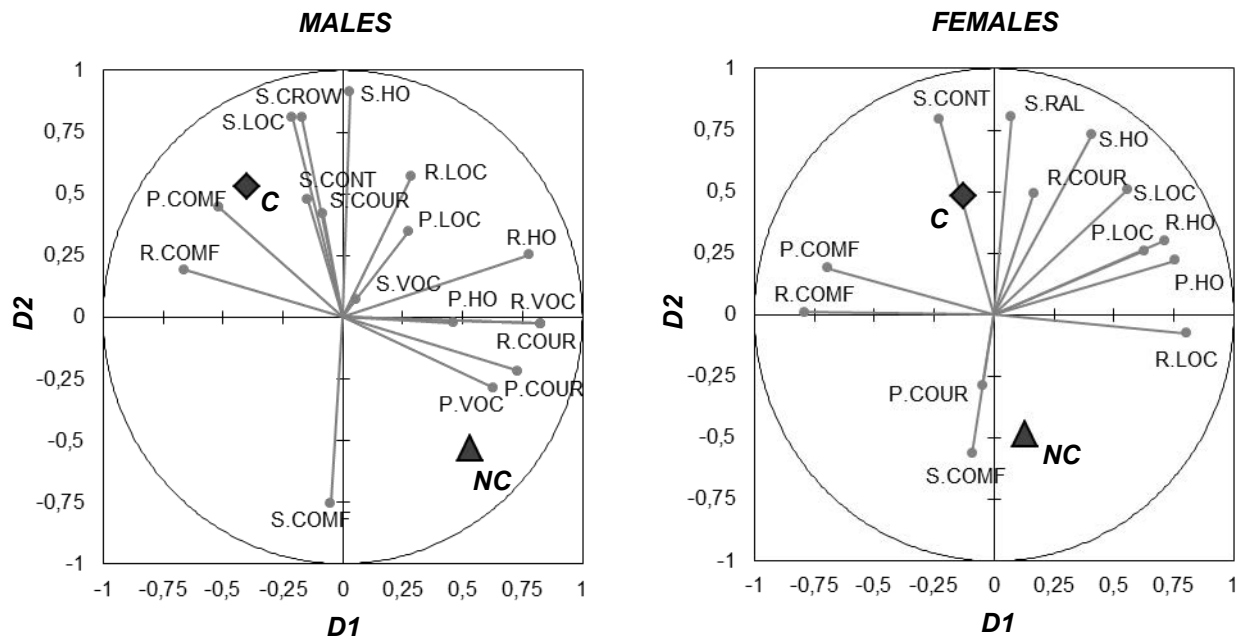 MALES
1
0,75
0,5
0,25
0
-0,25
-0,5
-0,75
-1
D2
S.CROW
S.HO
S.LOC
S.CONT
S.COUR
R.LOC
P.COMF
C
P.LOC
R.COMF
R.HO
S.VOC
P.HO
R.VOC
R.COUR
P.COUR
P.VOC
NC
S.COMF
-1 -0,75 -0,5 -0,25 0 0,25 0,5 0,75 1
D1
FEMALES
1
0,75
0,5
0,25
0
-0,25
-0,5
-0,75
-1
D2
S.CONT
S.RAL
S.HO
R.COUR
S.LOC
C
R.HO
P.LOC
P.COMF
P.HO
R.COMF
R.LOC
P.COUR
NC
S.COMF
-1 -0,75 -0,5 -0,25 0 0,25 0,5 0,75 1
D1